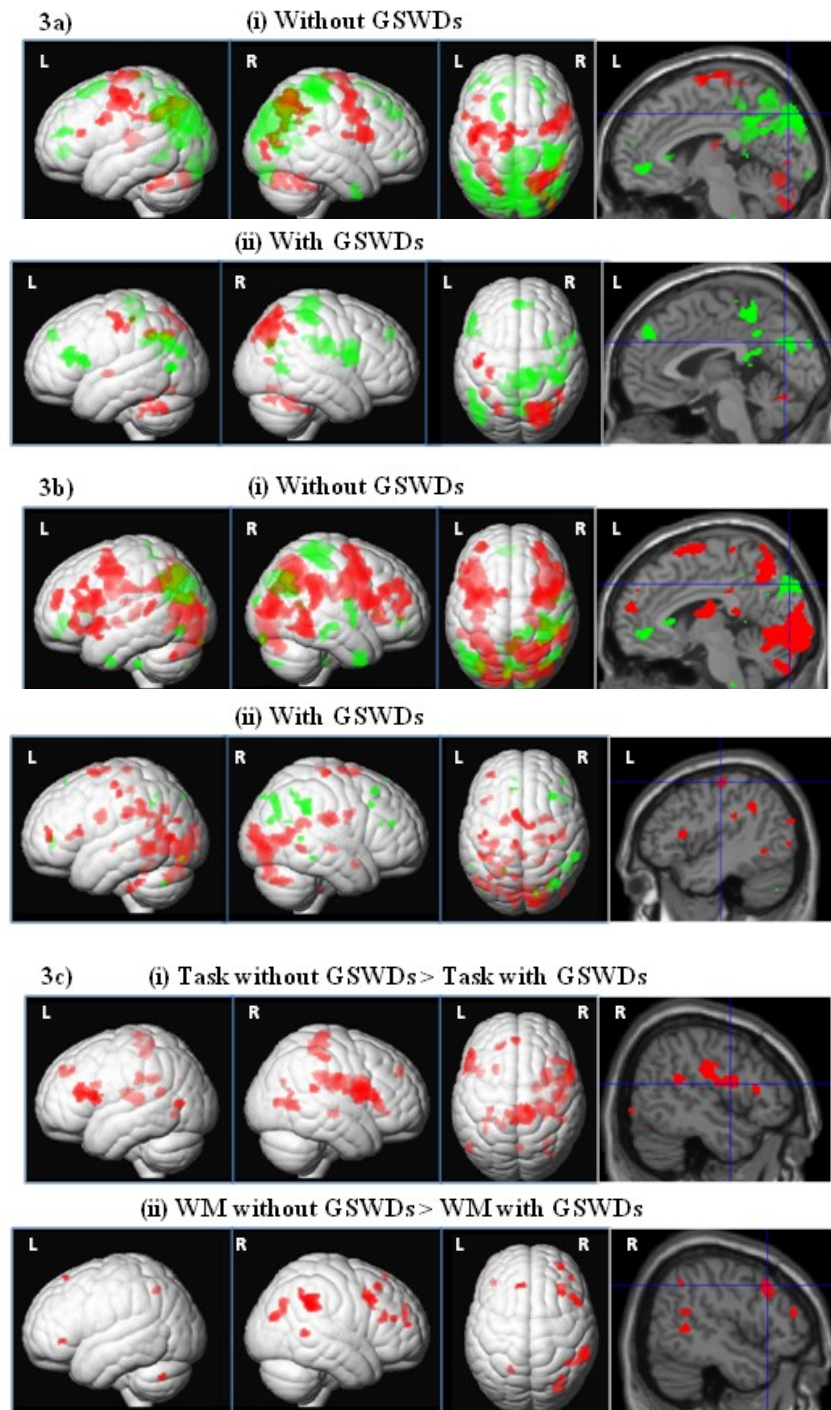 3a) (i) Without GSWDs
L R L R L
(ii) With GSWDs
L R L R L
3b) (i) Without GSWDs
L R L R L
(ii) With GSWDs
L R L R L
3c) (i) Task without GSWDs > Task with GSWDs
L R L R R
(ii) WM without GSWDs > WM with GSWDs
L R L R R